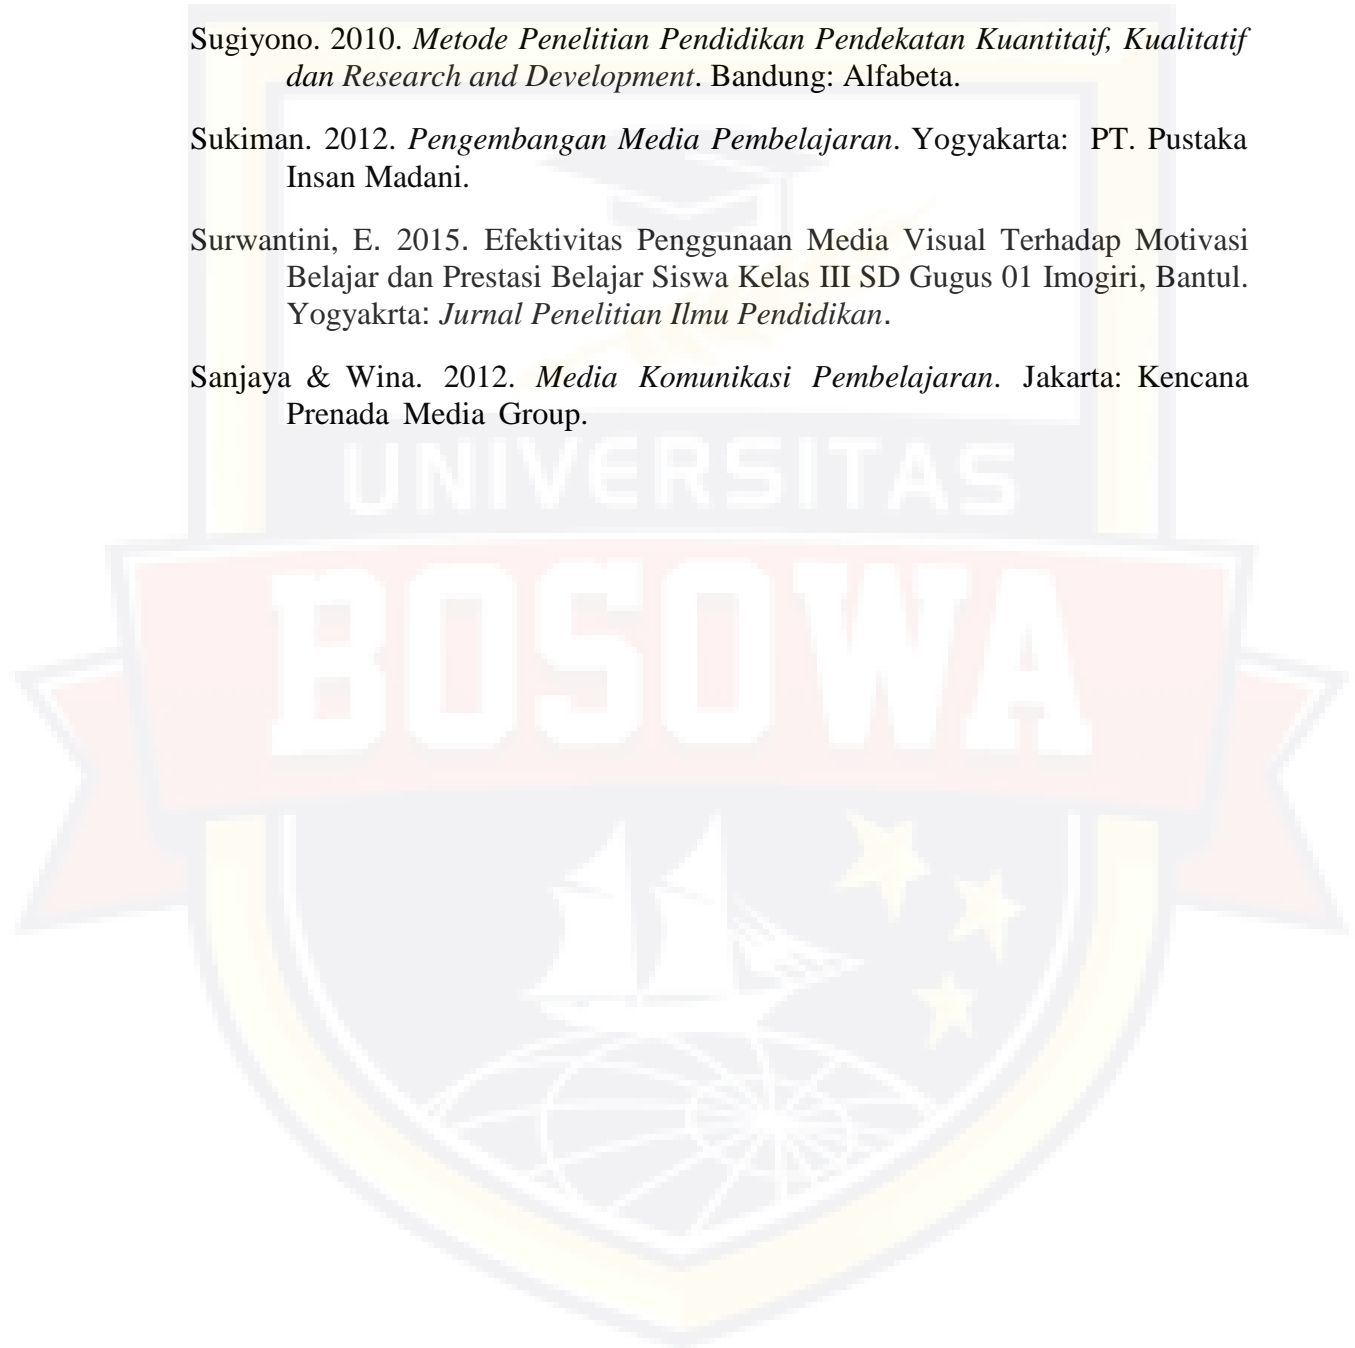 Sugiyono. 2010. Metode Penelitian Pendidikan Pendekatan Kuantitaif, Kualitatif
dan Research and Development. Bandung: Alfabeta.
Sukiman. 2012. Pengembangan Media Pembelajaran. Yogyakarta: PT. Pustaka
Insan Madani.
Surwantini, E. 2015. Efektivitas Penggunaan Media Visual Terhadap Motivasi
Belajar dan Prestasi Belajar Siswa Kelas III SD Gugus 01 Imogiri, Bantul.
Yogyakrta: Jurnal Penelitian Ilmu Pendidikan.
Sanjaya & Wina. 2012. Media Komunikasi Pembelajaran. Jakarta: Kencana
Prenada Media Group.
UNIVERSITAS
BOSOWA